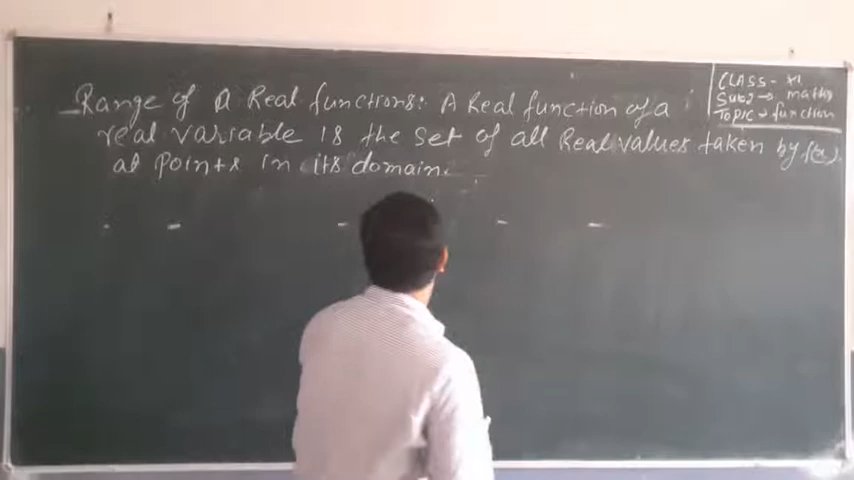 Range of a Real functions:- A Real function of a
real variable is the set of all Real values taken by f(x).
at points in its domain.
CLASS - XI
SUBJ → maths
TOPIC → function